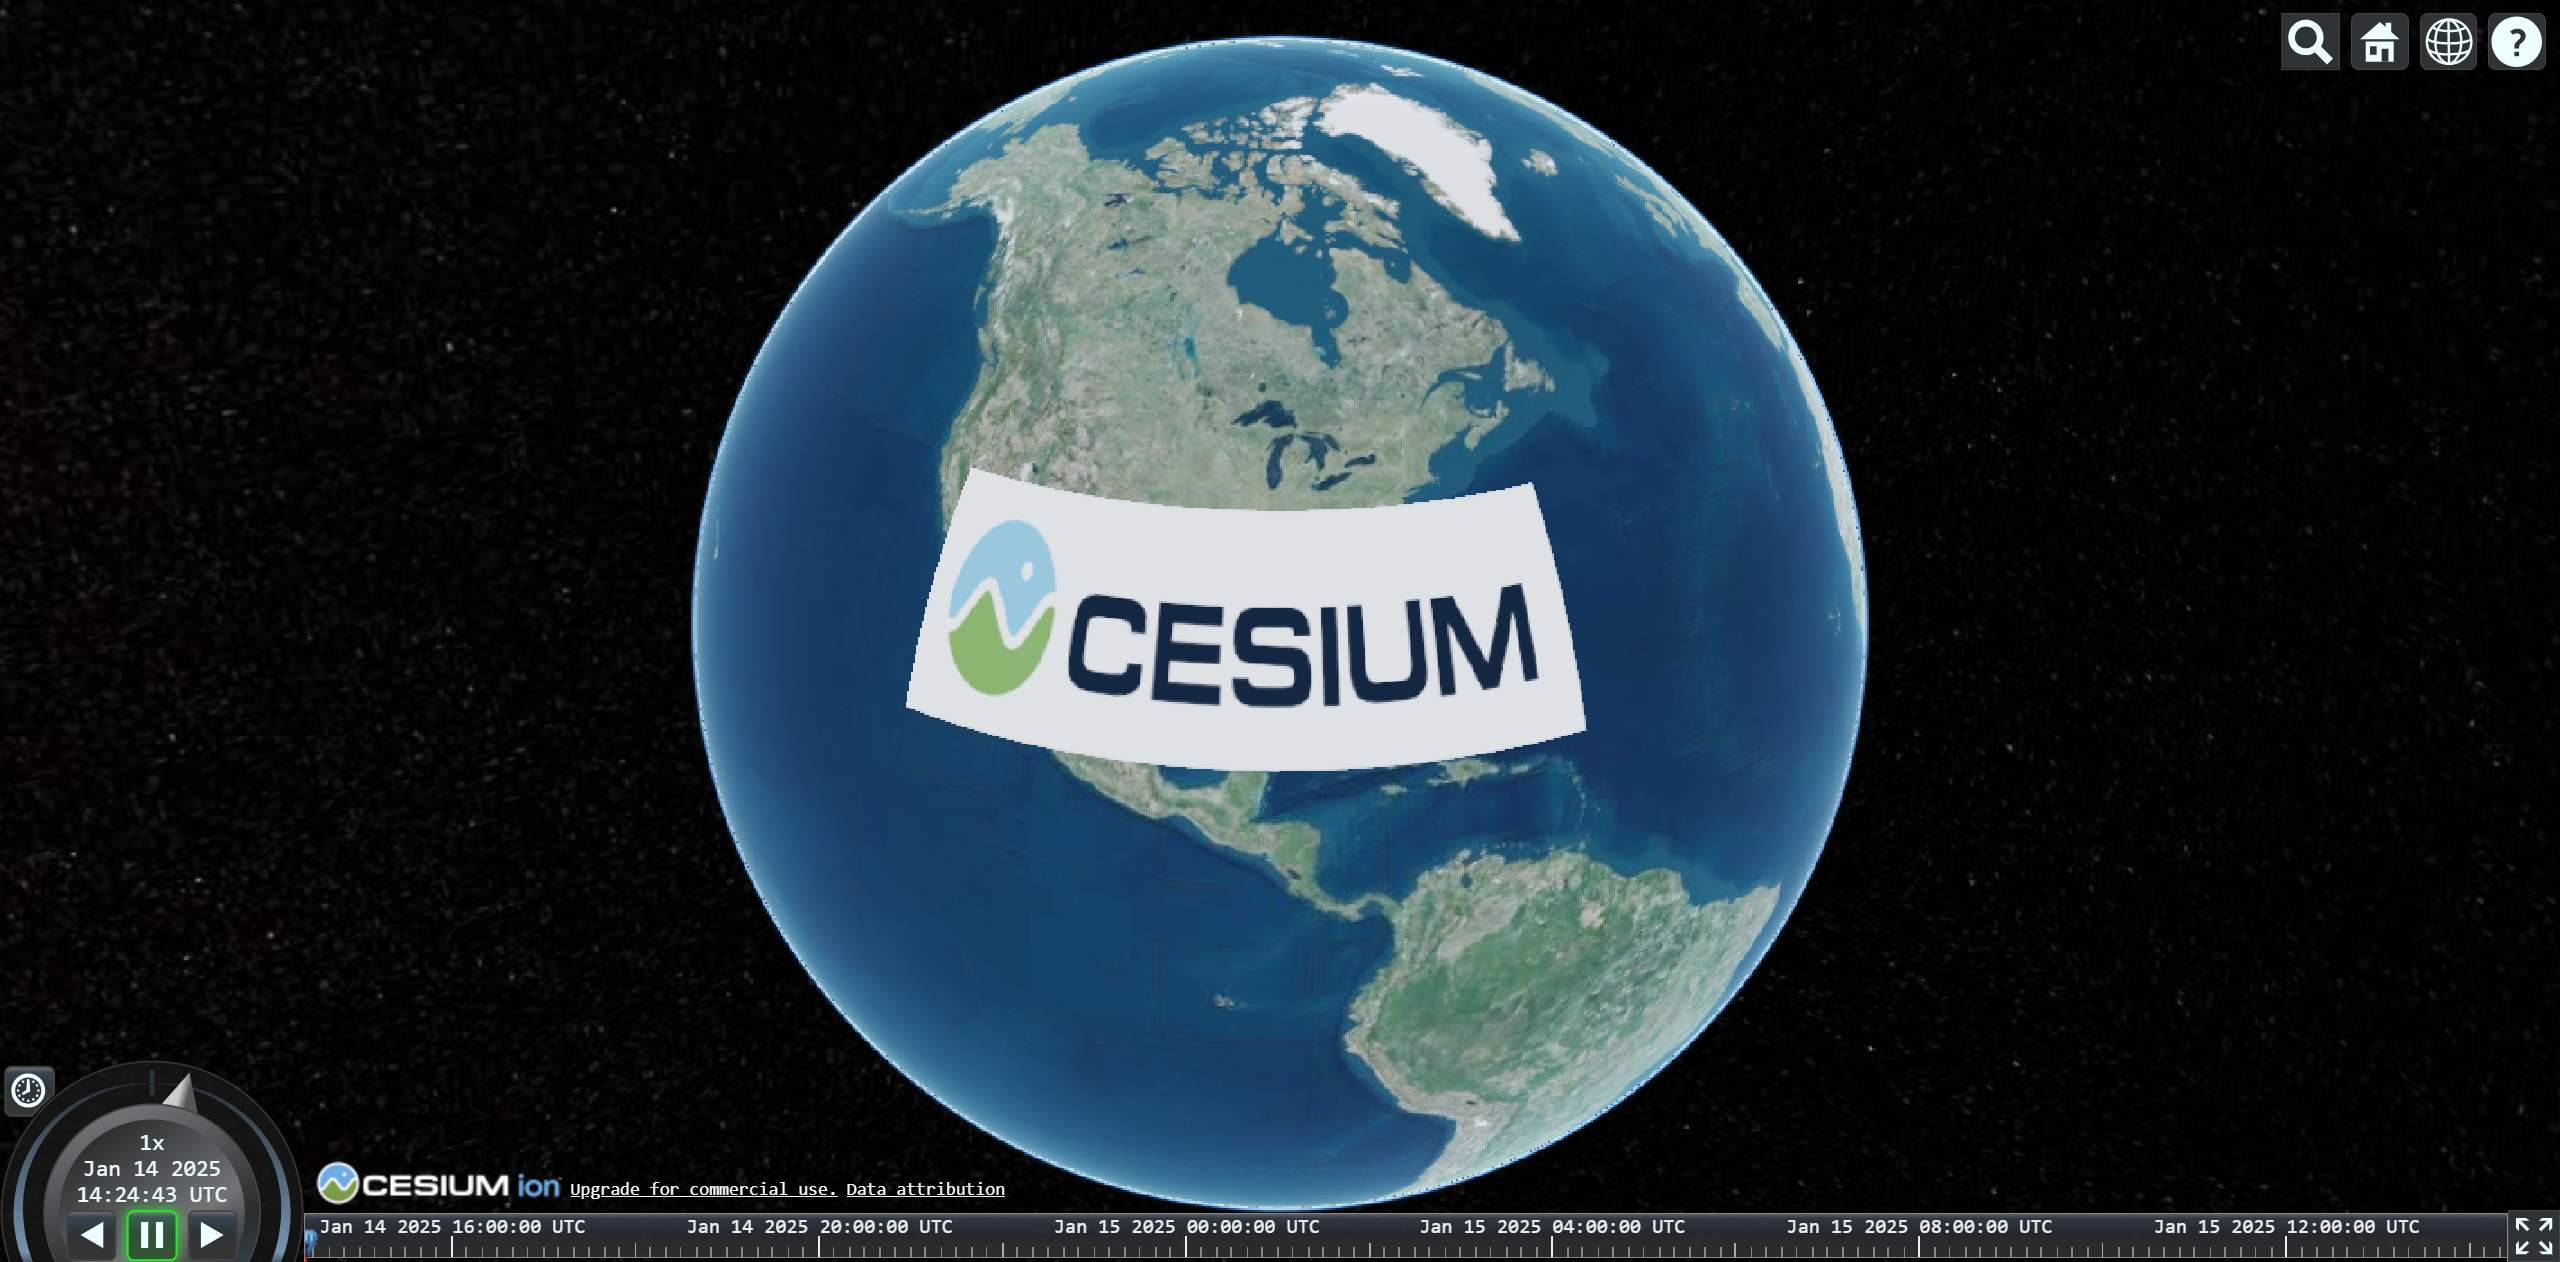 ?
CESIUM
1x
Jan 14 2025
14:24:43 UTC
CESIUM ion Upgrade for commercial use. Data attribution
Jan 14 2025 16:00:00 UTC Jan 14 2025 20:00:00 UTC Jan 15 2025 00:00:00 UTC Jan 15 2025 04:00:00 UTC Jan 15 2025 08:00:00 UTC Jan 15 2025 12:00:00 UTC